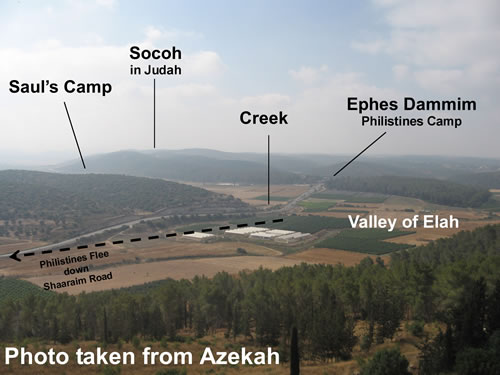 Socoh
in Judah
Saul's Camp
Creek
Ephes Dammim
Philistines Camp
Valley of Elah
Philistines Flee
down
Shaaraim Road
Photo taken from Azekah